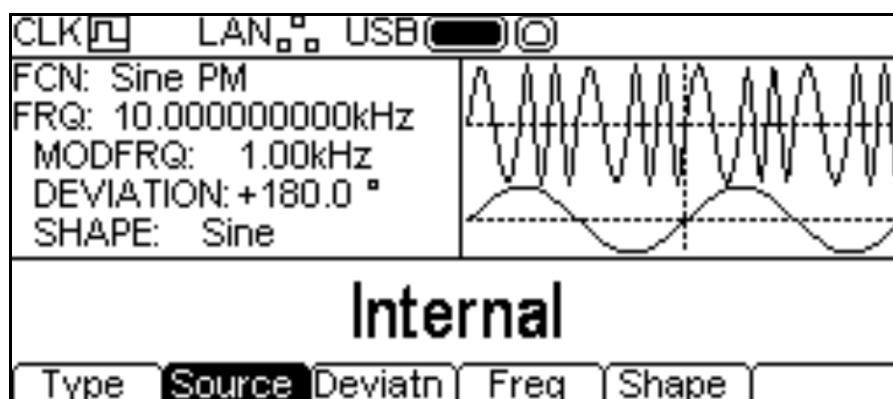 CLK LAN USB
FCN: Sine PM
FRQ: 10.000000000kHz
MODFRQ: 1.00kHz
DEVIATION: +180.0 °
SHAPE: Sine
Internal
Type Source Deviatn Freq Shape